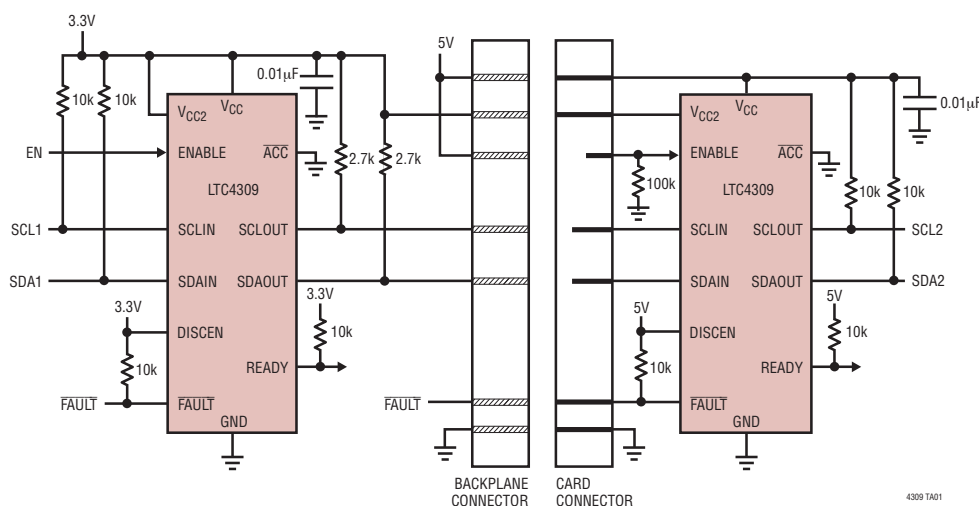 3.3V
10k
10k
0.01μF
VCC2
VCC
EN
ENABLE
ACC
LTC4309
2.7k
2.7k
SCL1
SCLIN
SCLOUT
SDA1
SDAIN
SDAOUT
3.3V
DISCEN
10k
3.3V
10k
READY
FAULT
FAULT
GND
5V
FAULT
BACKPLANE
CONNECTOR
CARD
CONNECTOR
VCC2
VCC
0.01μF
ENABLE
ACC
100k
LTC4309
10k
10k
SCLIN
SCLOUT
SCL2
SDAIN
SDAOUT
SDA2
5V
DISCEN
10k
5V
10k
READY
FAULT
GND
4309 TA01